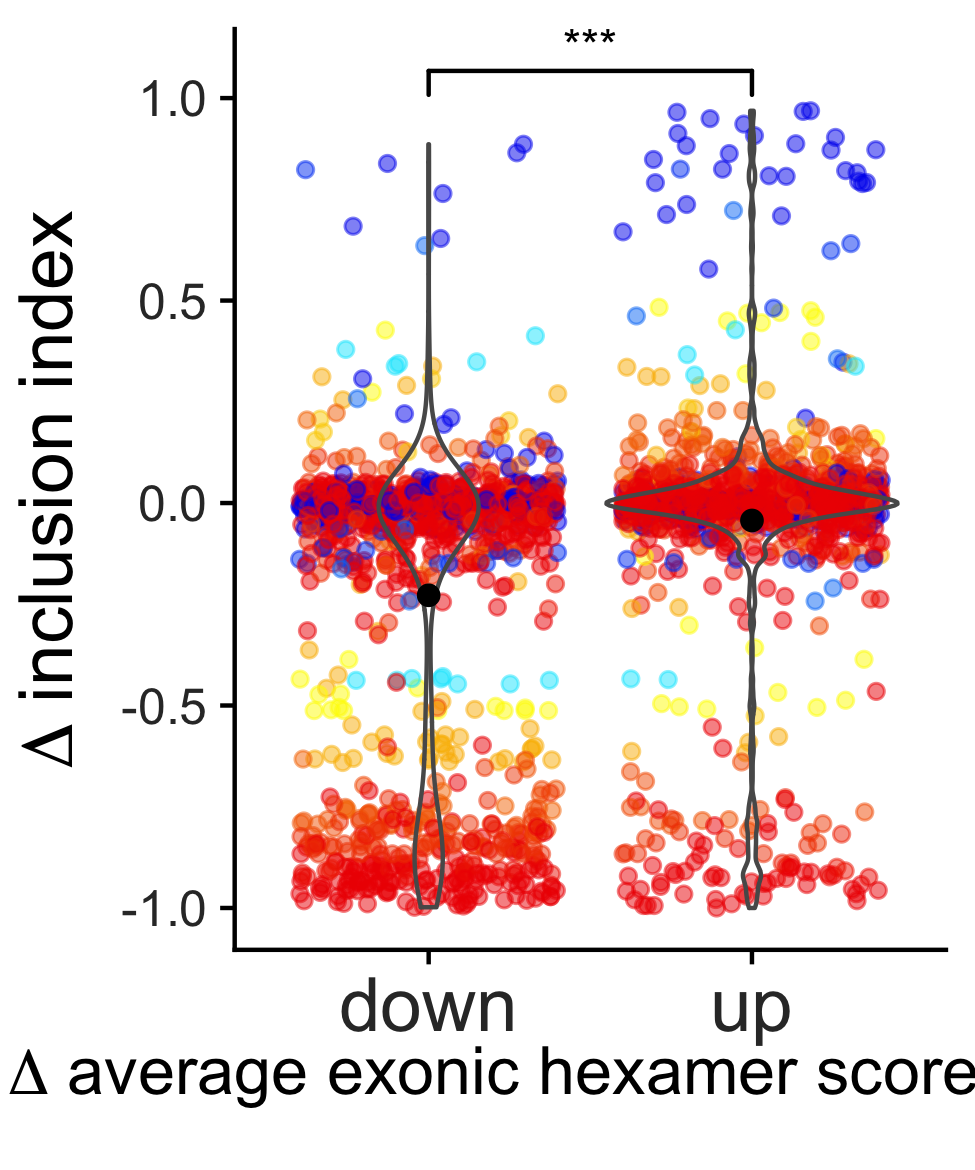 ***
Δ inclusion index
1.0
0.5
0.0
-0.5
-1.0
down up
Δ average exonic hexamer score